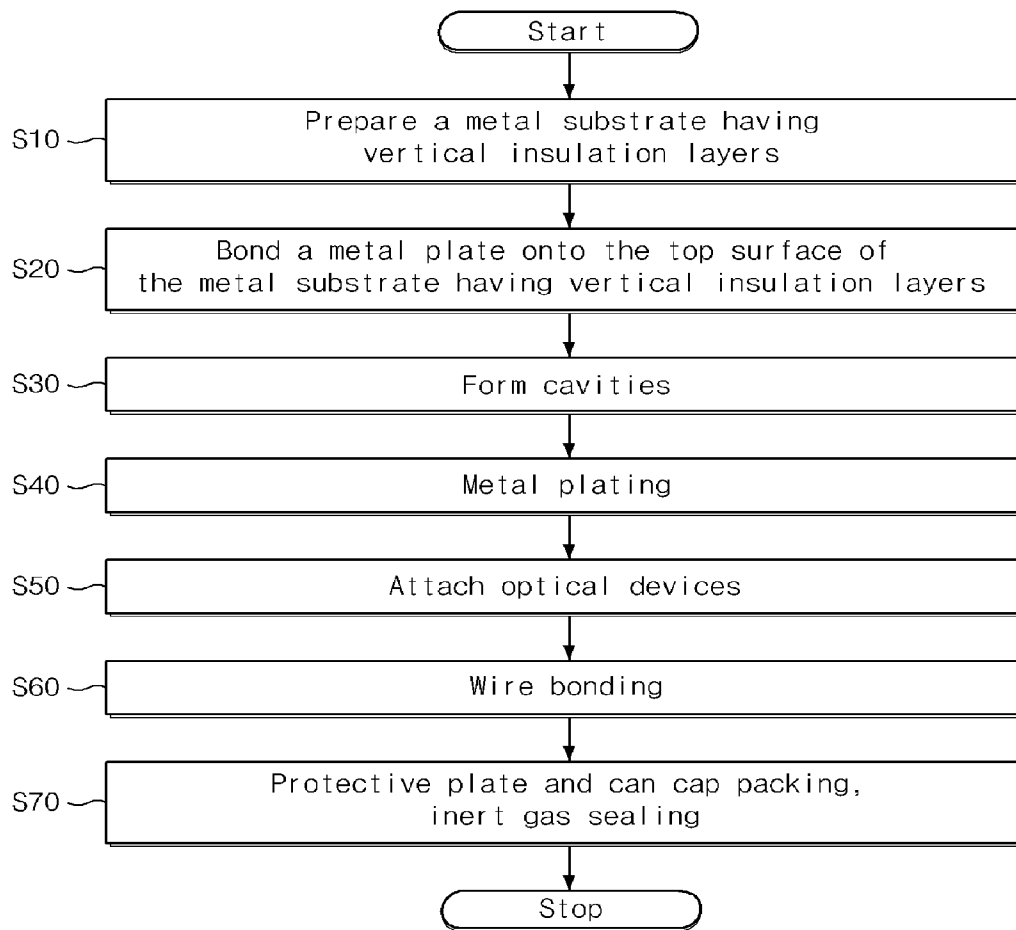 Start
S10
Prepare a metal substrate having
vertical insulation layers
S20
Bond a metal plate onto the top surface of
the metal substrate having vertical insulation layers
S30
Form cavities
S40
Metal plating
S50
Attach optical devices
S60
Wire bonding
S70
Protective plate and can cap packing,
inert gas sealing
Stop